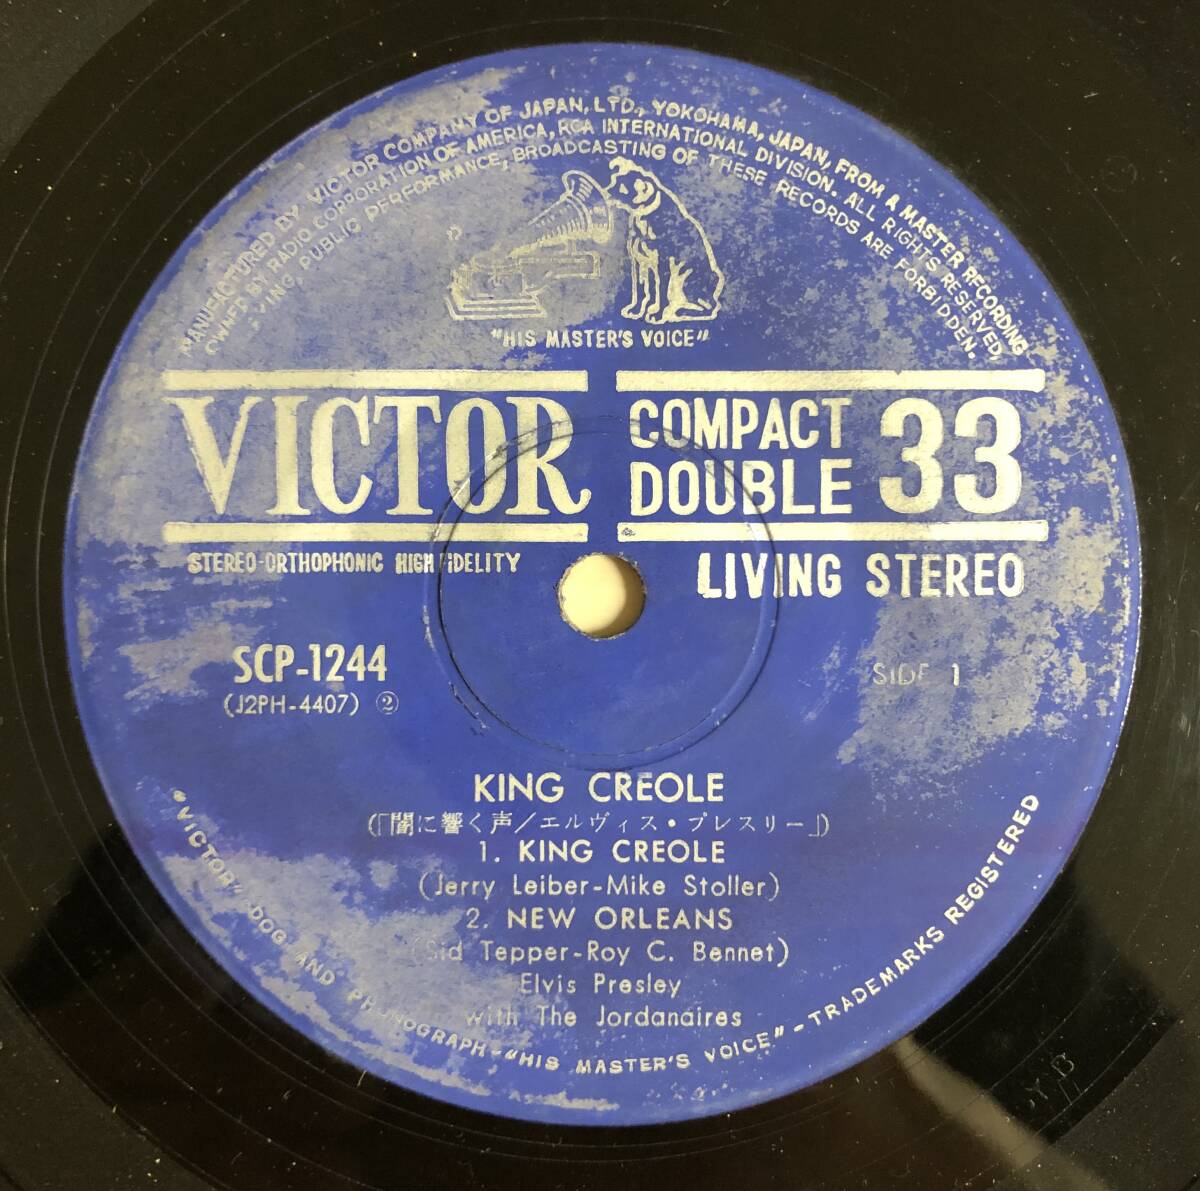 MANUFACTURED BY VICTOR COMPANY OF JAPAN, LTD., YOKOHAMA, JAPAN, FROM A MASTER RECORDING
OWNED BY RADIO CORPORATION OF AMERICA, RCA INTERNATIONAL DIVISION. ALL RIGHTS RESERVED.
PUBLIC PERFORMANCE, BROADCASTING OF THESE RECORDS ARE FORBIDDEN.
"HIS MASTER'S VOICE"
VICTOR
COMPACT
DOUBLE
33
STEREO-ORTHOPHONIC HIGH FIDELITY
LIVING STEREO
SCP-1244
(J2PH-4407) ②
SIDE 1
KING CREOLE
(「闇に響く声/エルヴィス・プレスリー」)
1. KING CREOLE
(Jerry Leiber-Mike Stoller)
2. NEW ORLEANS
(Sid Tepper-Roy C. Bennet)
Elvis Presley
with The Jordanaires
"VICTOR"-DOG AND PHONOGRAPH-"HIS MASTER'S VOICE"-TRADEMARKS REGISTERED